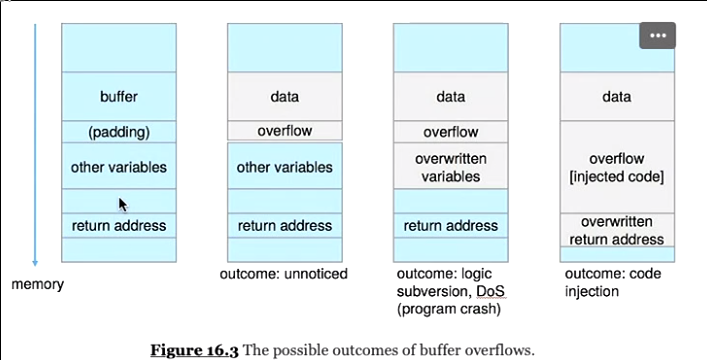 buffer
(padding)
other variables
return address
memory
data
overflow
other variables
return address
outcome: unnoticed
data
overflow
overwritten
variables
return address
outcome: logic
subversion, DoS
(program crash)
data
overflow
[injected code]
overwritten
return address
outcome: code
injection
Figure 16.3 The possible outcomes of buffer overflows.